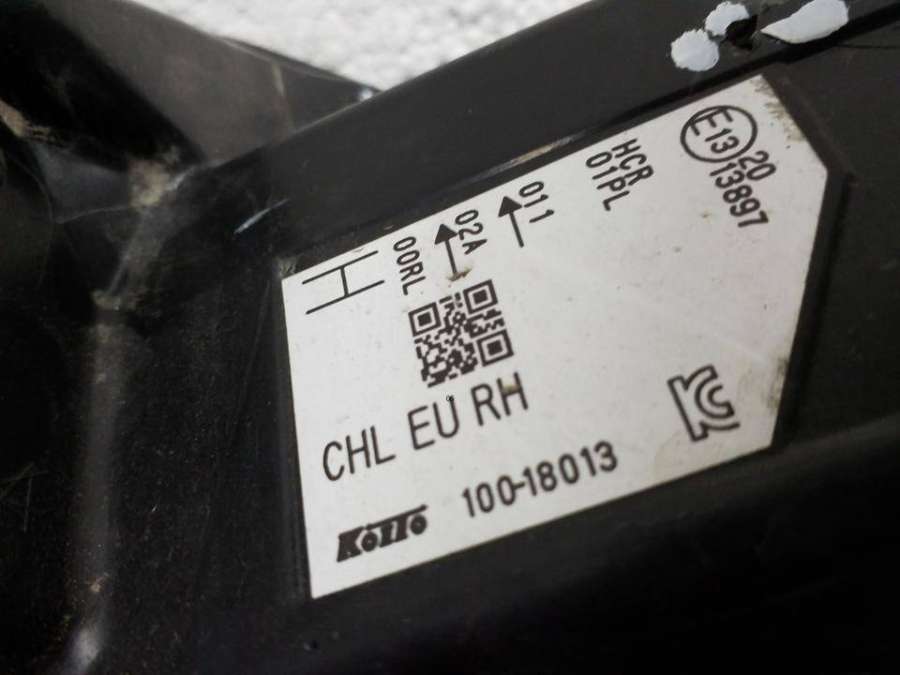 E13
20
13897
HCR
01PL
011
02A
00RL
H
CHL EU RH
KOITO 100-18013